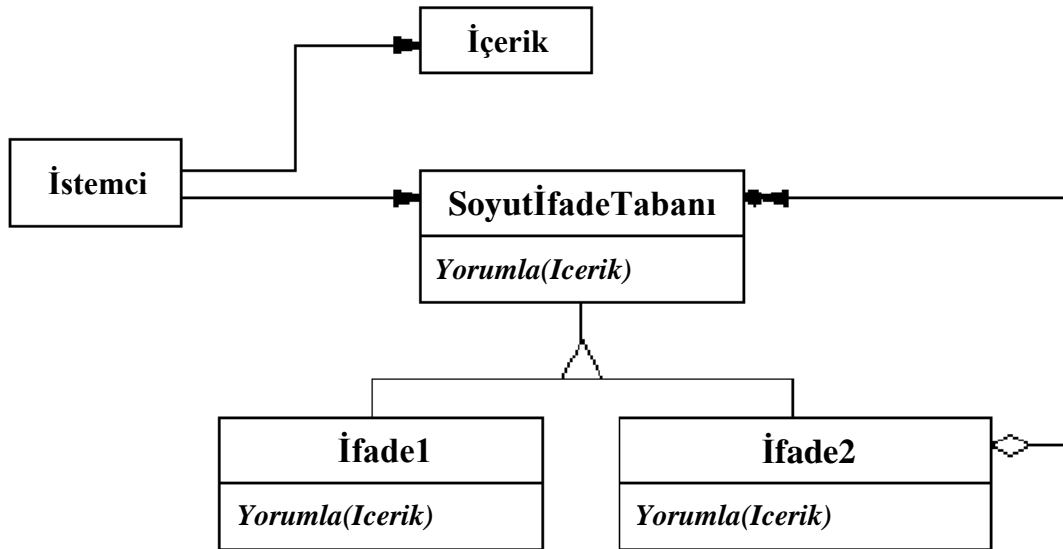 İçerik
İstemci
SoyutİfadeTabanı
Yorumla(Icerik)
İfade1
Yorumla(Icerik)
İfade2
Yorumla(Icerik)